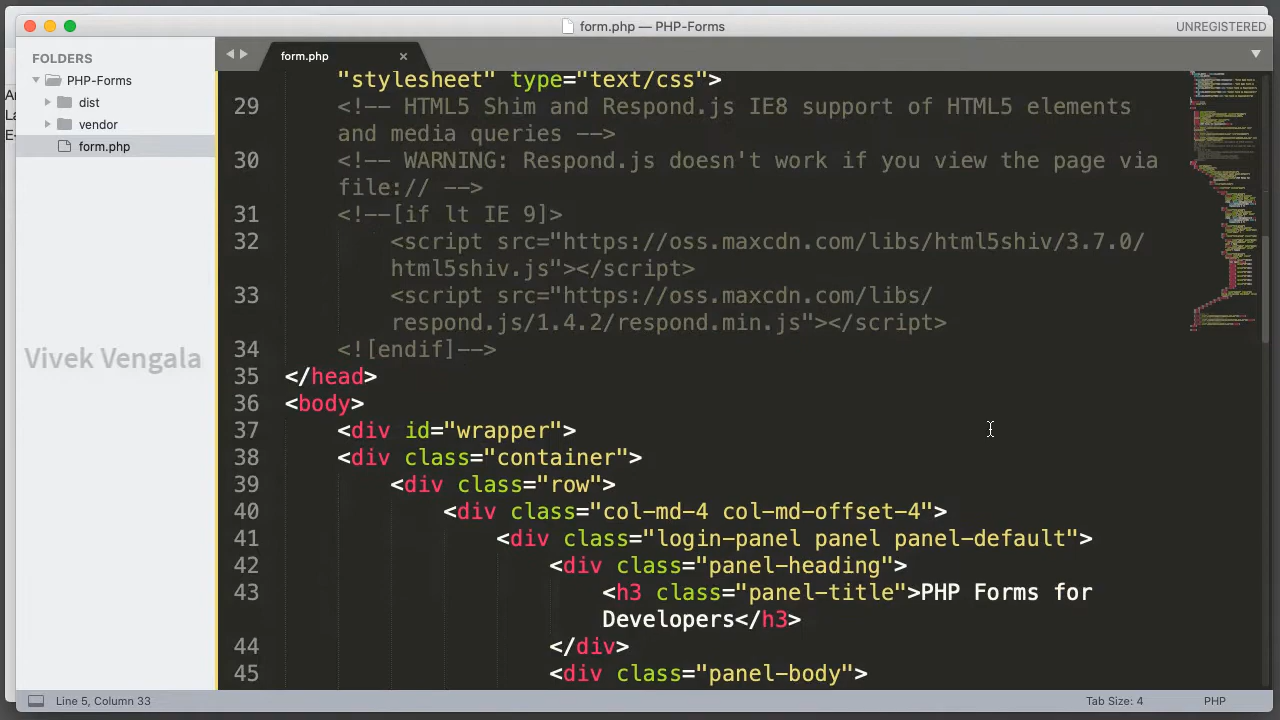 form.php — PHP-Forms
UNREGISTERED
FOLDERS
PHP-Forms
dist
vendor
form.php
Vivek Vengala
form.php
"stylesheet" type="text/css">
29 <!-- HTML5 Shim and Respond.js IE8 support of HTML5 elements
and media queries -->
30 <!-- WARNING: Respond.js doesn't work if you view the page via
file:// -->
31 <!--[if lt IE 9]>
32 <script src="https://oss.maxcdn.com/libs/html5shiv/3.7.0/
html5shiv.js"></script>
33 <script src="https://oss.maxcdn.com/libs/
respond.js/1.4.2/respond.min.js"></script>
34 <![endif]-->
35 </head>
36 <body>
37 <div id="wrapper">
38 <div class="container">
39 <div class="row">
40 <div class="col-md-4 col-md-offset-4">
41 <div class="login-panel panel panel-default">
42 <div class="panel-heading">
43 <h3 class="panel-title">PHP Forms for
Developers</h3>
44 </div>
45 <div class="panel-body">
Line 5, Column 33
Tab Size: 4
PHP